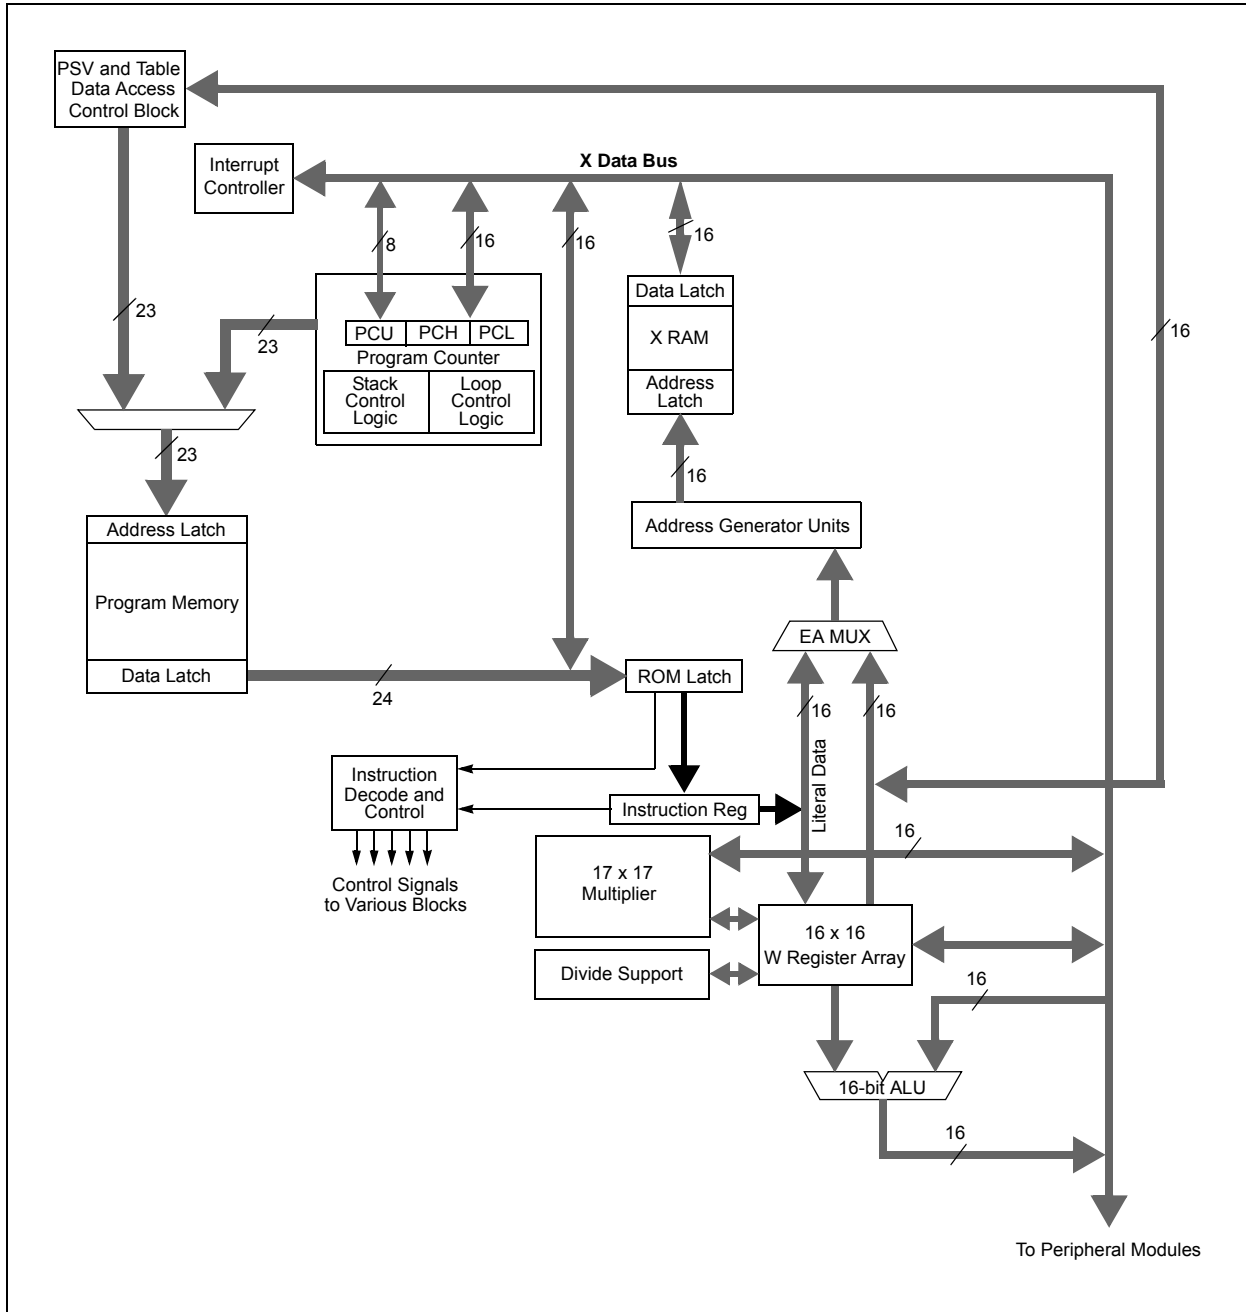 PSV and Table
Data Access
Control Block
Interrupt
Controller
X Data Bus
8
16
16
16
23
23
16
PCU
PCH
PCL
Program Counter
Stack
Control
Logic
Loop
Control
Logic
Data Latch
X RAM
Address
Latch
23
16
Address Latch
Program Memory
Data Latch
Address Generator Units
EA MUX
24
ROM Latch
16
16
Literal Data
Instruction
Decode and
Control
Instruction Reg
Control Signals
to Various Blocks
17 x 17
Multiplier
16
16 x 16
W Register Array
Divide Support
16
16-bit ALU
16
To Peripheral Modules